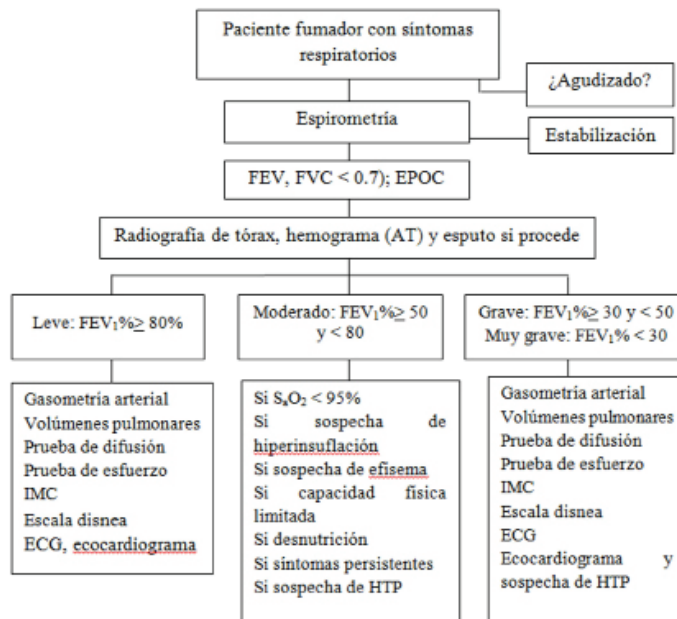 Paciente fumador con síntomas
respiratorios
¿Agudizado?
Espirometría
Estabilización
FEV, FVC < 0.7); EPOC
Radiografía de tórax, hemograma (AT) y esputo si procede
Leve: FEV₁%≥ 80%
Moderado: FEV₁%≥ 50
y < 80
Grave: FEV₁%≥ 30 y < 50
Muy grave: FEV₁% < 30
Gasometría arterial
Volúmenes pulmonares
Prueba de difusión
Prueba de esfuerzo
IMC
Escala disnea
ECG, ecocardiograma
Si SₐO₂ < 95%
Si sospecha de
hiperinsuflación
Si sospecha de efisema
Si capacidad física
limitada
Si desnutrición
Si síntomas persistentes
Si sospecha de HTP
Gasometría arterial
Volúmenes pulmonares
Prueba de difusión
Prueba de esfuerzo
IMC
Escala disnea
ECG
Ecocardiograma y
sospecha de HTP